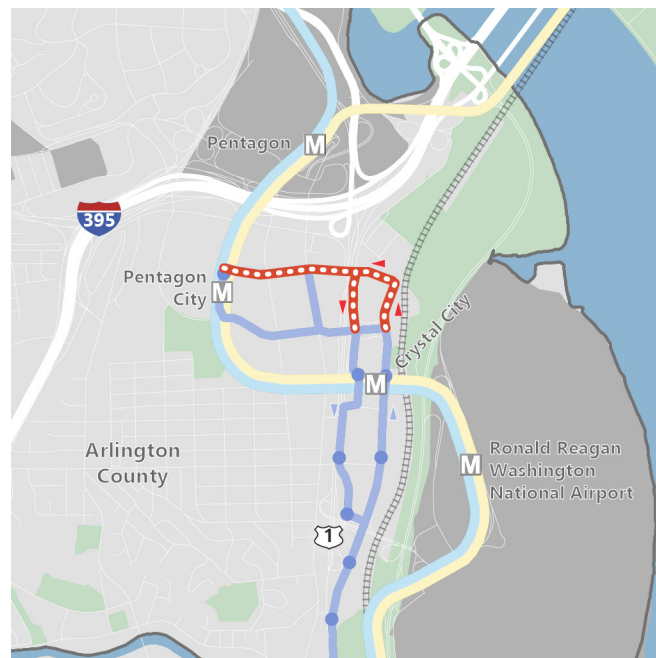 Pentagon
M
395
Pentagon
City
M
Crystal City
M
Arlington
County
M
Ronald Reagan
Washington
National Airport
1